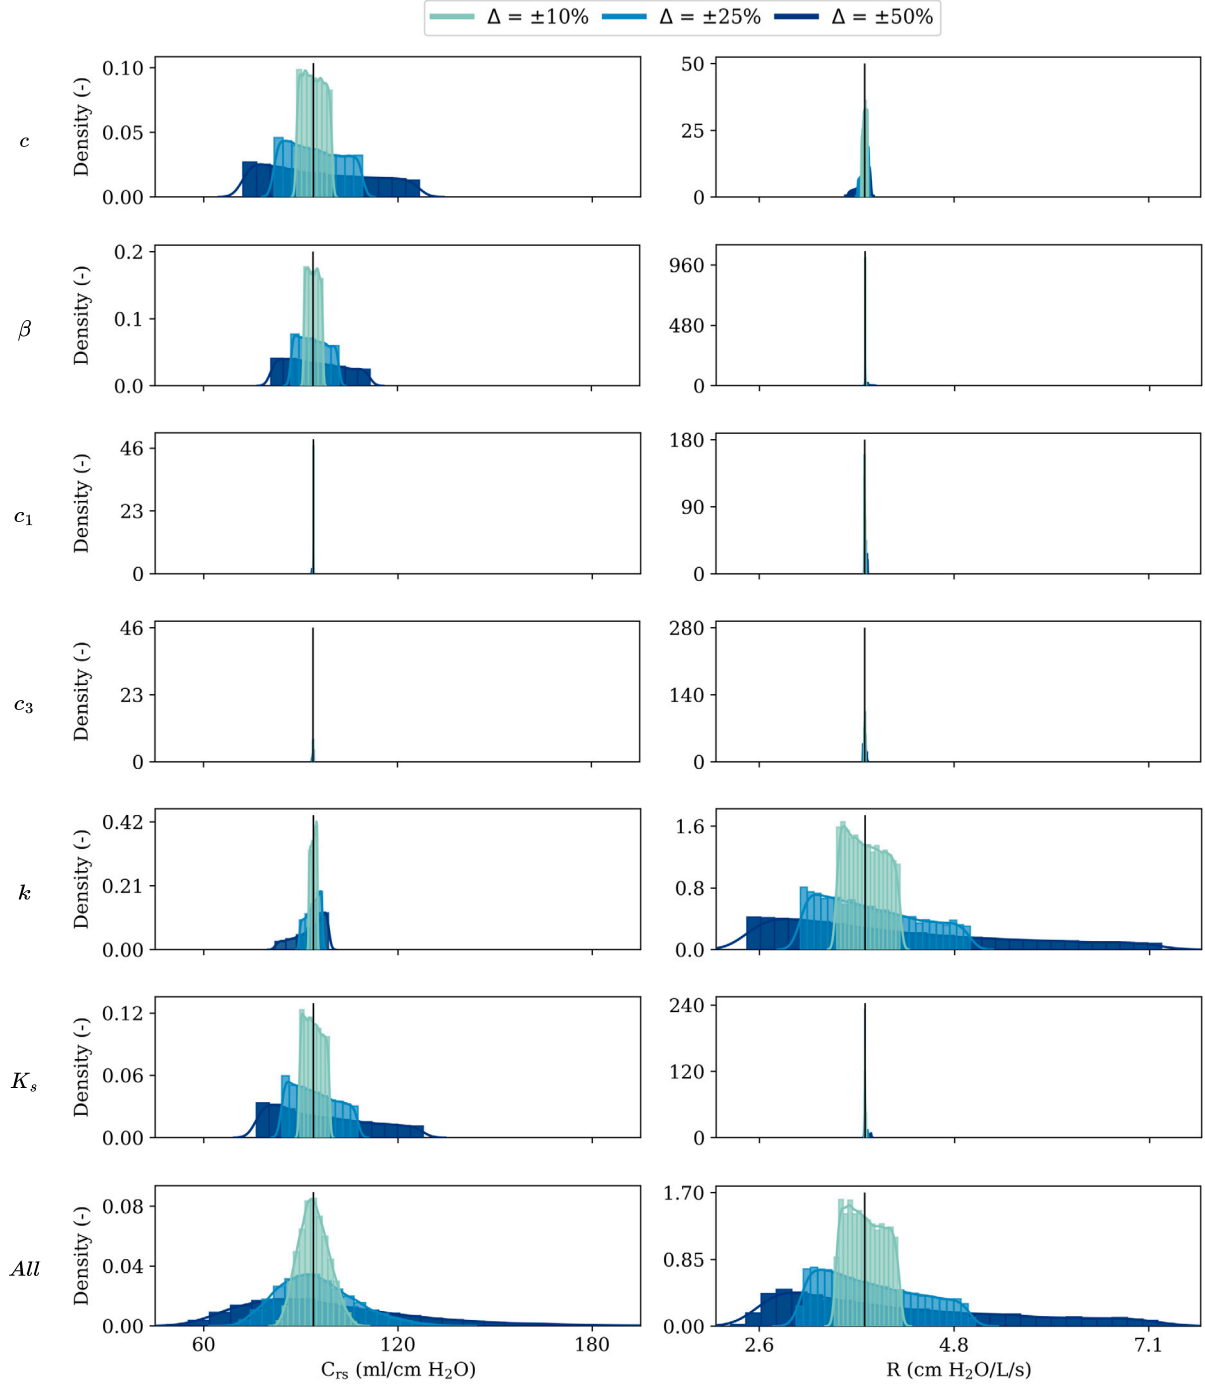 Δ = ±10% Δ = ±25% Δ = ±50%
c
Density (-)
0.10
0.05
0.00
50
25
0
β
Density (-)
0.2
0.1
0.0
960
480
0
c₁
Density (-)
46
23
0
180
90
0
c₃
Density (-)
46
23
0
280
140
0
k
Density (-)
0.42
0.21
0.00
1.6
0.8
0.0
Kₛ
Density (-)
0.12
0.06
0.00
240
120
0
All
Density (-)
0.08
0.04
0.00
1.70
0.85
0.00
60 120 180 2.6 4.8 7.1
Cᵣₛ (ml/cm H₂O) R (cm H₂O/L/s)